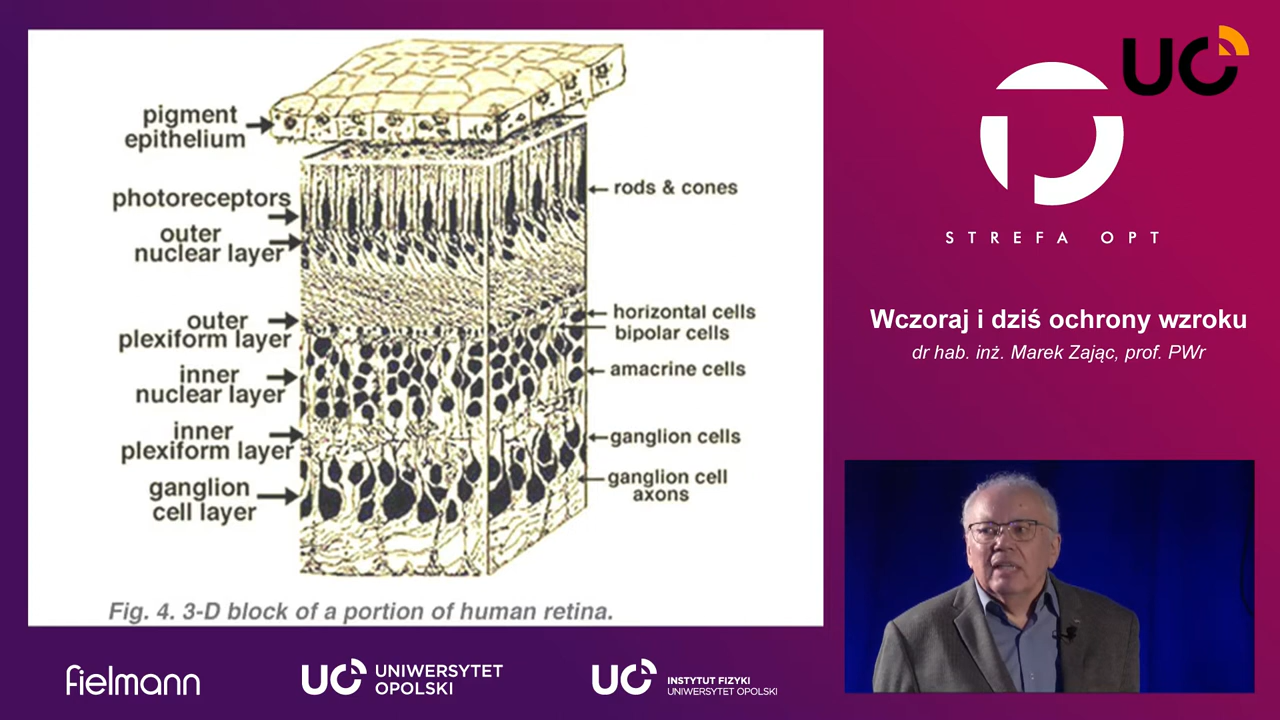 pigment
epithelium
photoreceptors
outer
nuclear layer
outer
plexiform layer
inner
nuclear layer
inner
plexiform layer
ganglion
cell layer
rods & cones
horizontal cells
bipolar cells
amacrine cells
ganglion cells
ganglion cell
axons
Fig. 4. 3-D block of a portion of human retina.
UO
STREFA OPT
Wczoraj i dziś ochrony wzroku
dr hab. inż. Marek Zając, prof. PWr
fielmann
UO UNIWERSYTET
OPOLSKI
UO INSTYTUT FIZYKI
UNIWERSYTET OPOLSKI